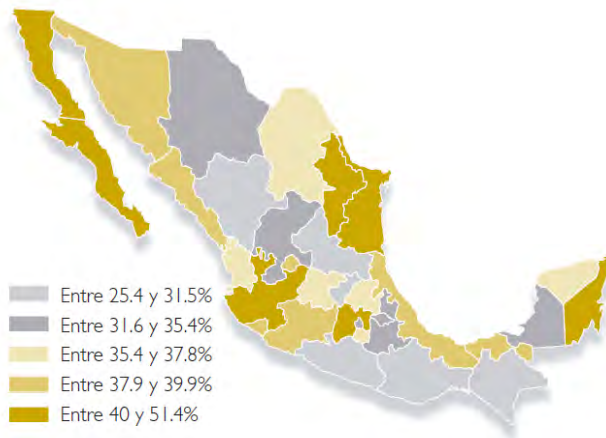 Entre 25.4 y 31.5%
Entre 31.6 y 35.4%
Entre 35.4 y 37.8%
Entre 37.9 y 39.9%
Entre 40 y 51.4%